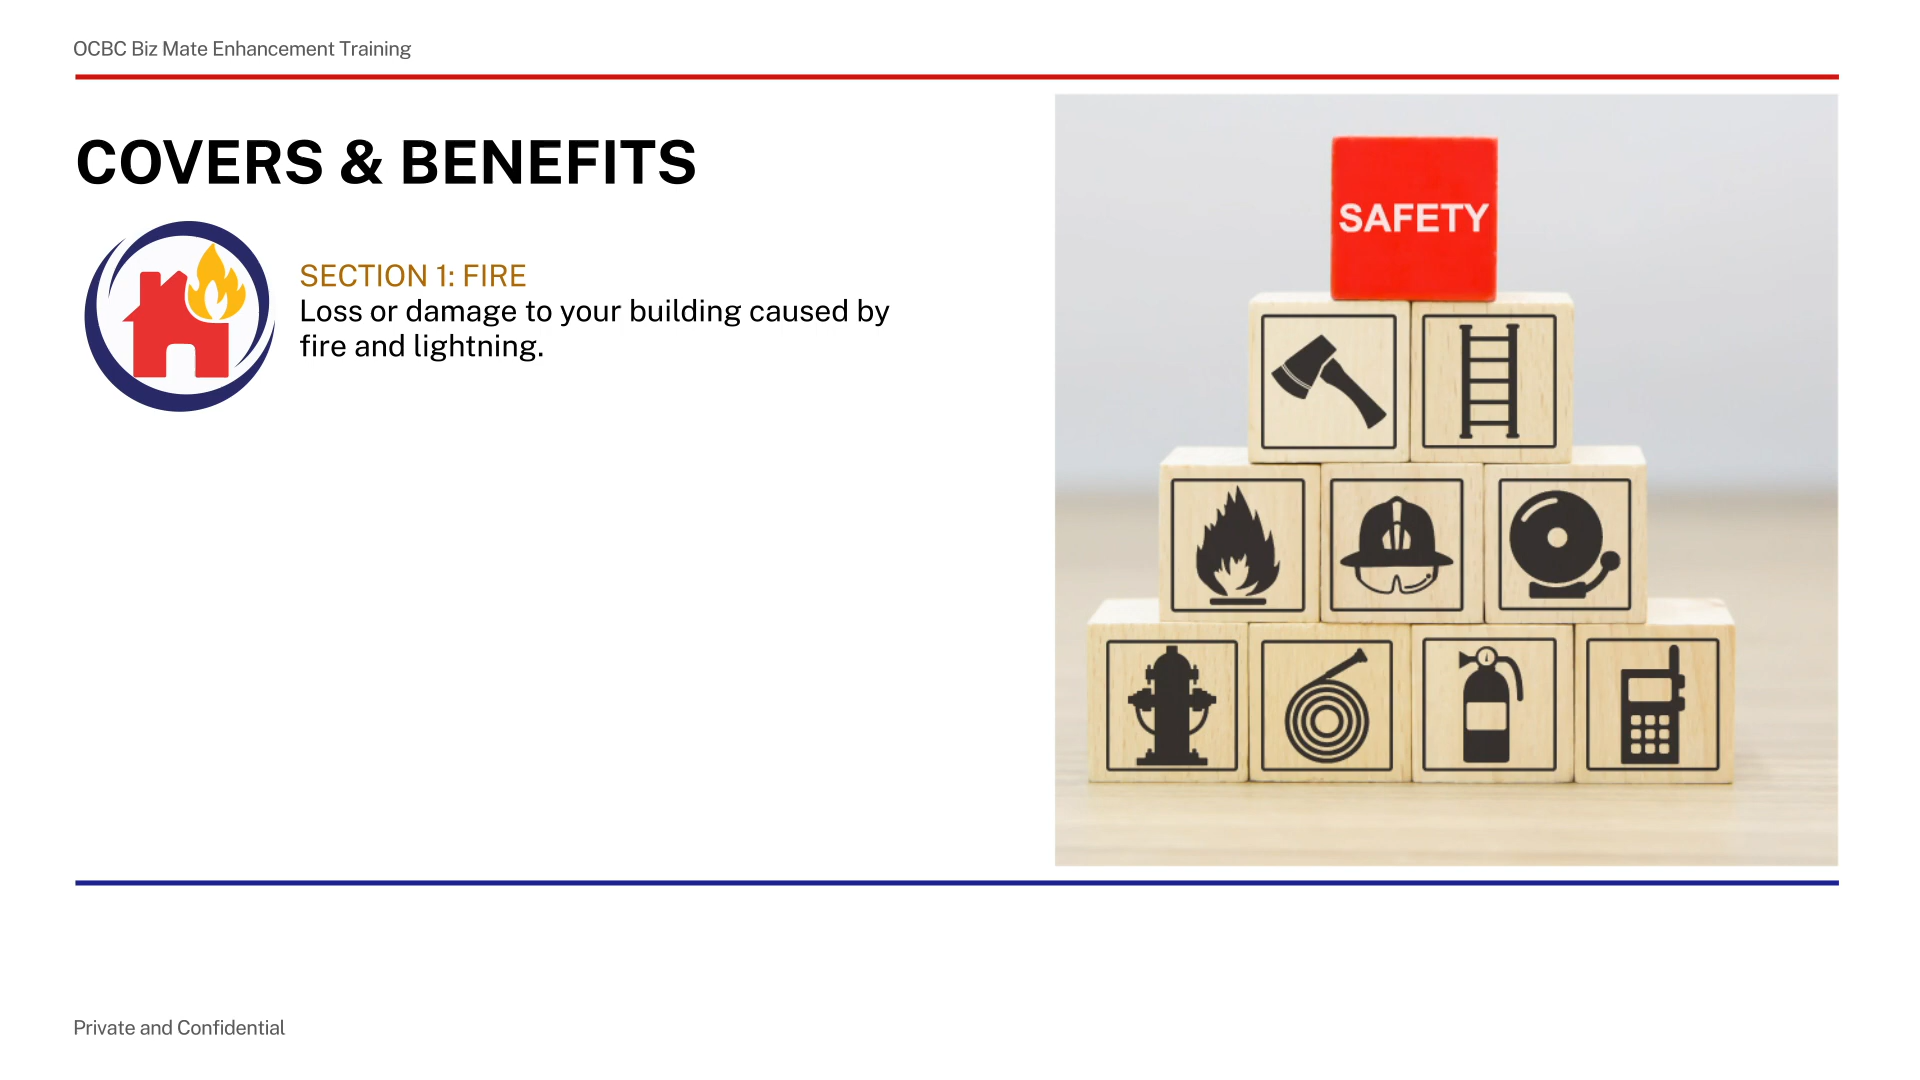 OCBC Biz Mate Enhancement Training
COVERS & BENEFITS
SECTION 1: FIRE
Loss or damage to your building caused by
fire and lightning.
SAFETY
Private and Confidential